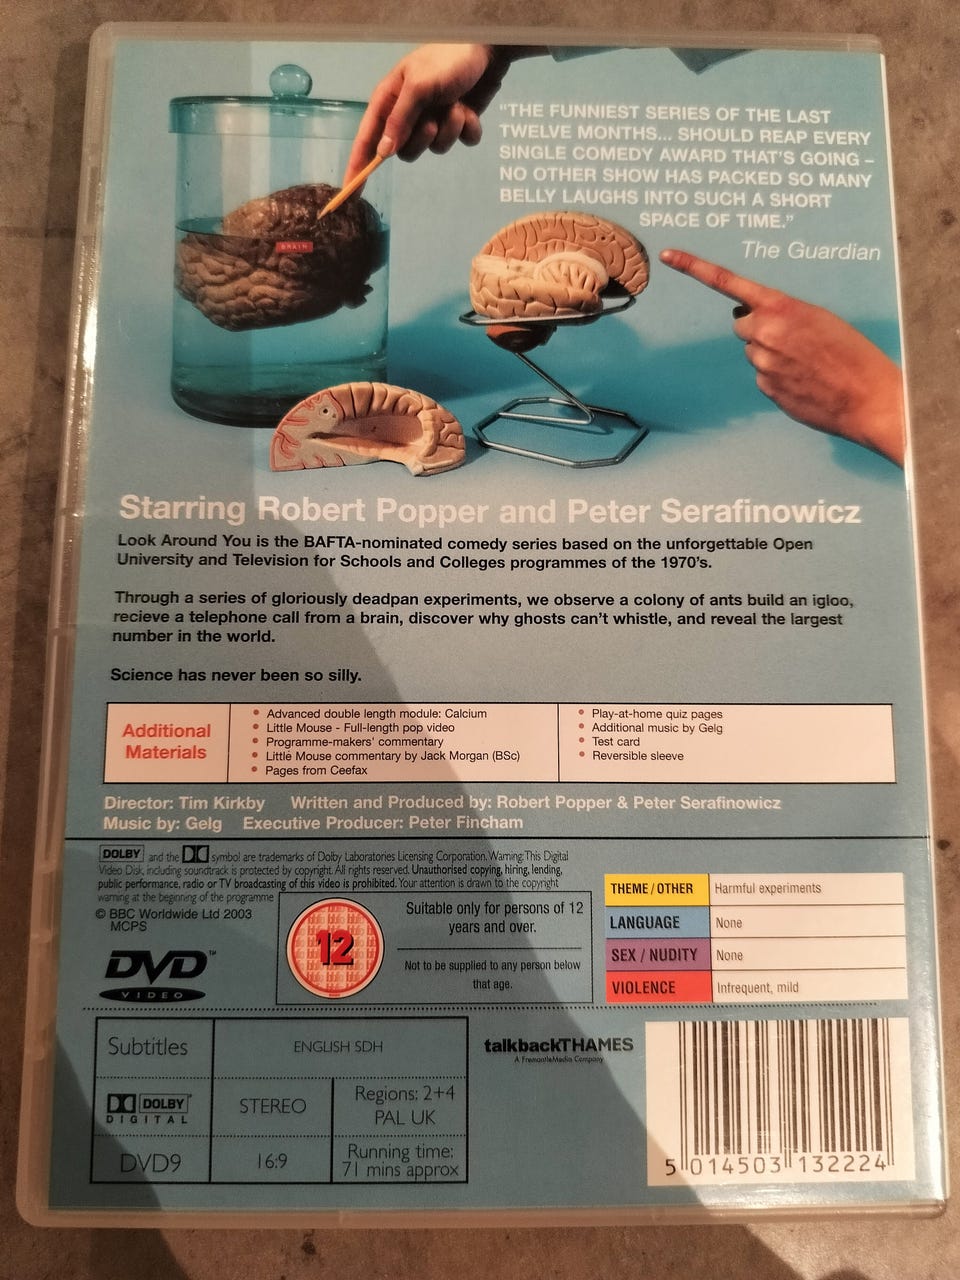 "THE FUNNIEST SERIES OF THE LAST
TWELVE MONTHS... SHOULD REAP EVERY
SINGLE COMEDY AWARD THAT'S GOING –
NO OTHER SHOW HAS PACKED SO MANY
BELLY LAUGHS INTO SUCH A SHORT
SPACE OF TIME."
The Guardian
BRAIN
Starring Robert Popper and Peter Serafinowicz
Look Around You is the BAFTA-nominated comedy series based on the unforgettable Open
University and Television for Schools and Colleges programmes of the 1970's.
Through a series of gloriously deadpan experiments, we observe a colony of ants build an igloo,
recieve a telephone call from a brain, discover why ghosts can't whistle, and reveal the largest
number in the world.
Science has never been so silly.
Additional
Materials
• Advanced double length module: Calcium
• Little Mouse - Full-length pop video
• Programme-makers' commentary
• Little Mouse commentary by Jack Morgan (BSc)
• Pages from Ceefax
• Play-at-home quiz pages
Additional music by Gelg
• Test card
• Reversible sleeve
Director: Tim Kirkby Written and Produced by: Robert Popper & Peter Serafinowicz
Music by: Gelg Executive Producer: Peter Fincham
DOLBY and the symbol are trademarks of Dolby Laboratories Licensing Corporation. Warning: This Digital
Video Disk, including soundtrack is protected by copyright. All rights reserved. Unauthorised copying, hiring, lending,
public performance, radio or TV broadcasting of this video is prohibited. Your attention is drawn to the copyright
warning at the beginning of the programme
© BBC Worldwide Ltd 2003
MCPS
DVD™
VIDEO
12
Suitable only for persons of 12
years and over.
Not to be supplied to any person below
that age.
THEME / OTHER Harmful experiments
LANGUAGE None
SEX / NUDITY None
VIOLENCE Infrequent, mild
Subtitles ENGLISH SDH
DOLBY
DIGITAL
STEREO
Regions: 2+4
PAL UK
DVD9
16:9
Running time:
71 mins approx
talkbackTHAMES
A FremantleMedia Company
5 014503 132224